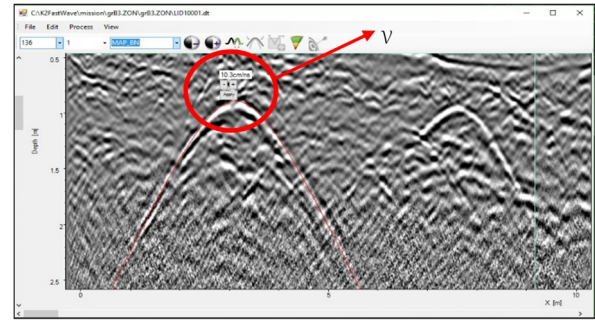 C:\K2FastWave\mission\grB3.ZON\grB3.ZON\LID10001.dt
File Edit Process View
136 1 MAP_BN
v
0.5
10.3cm/ns
1
Depth [m]
1.5
2
2.5
0 5 10
X [m]